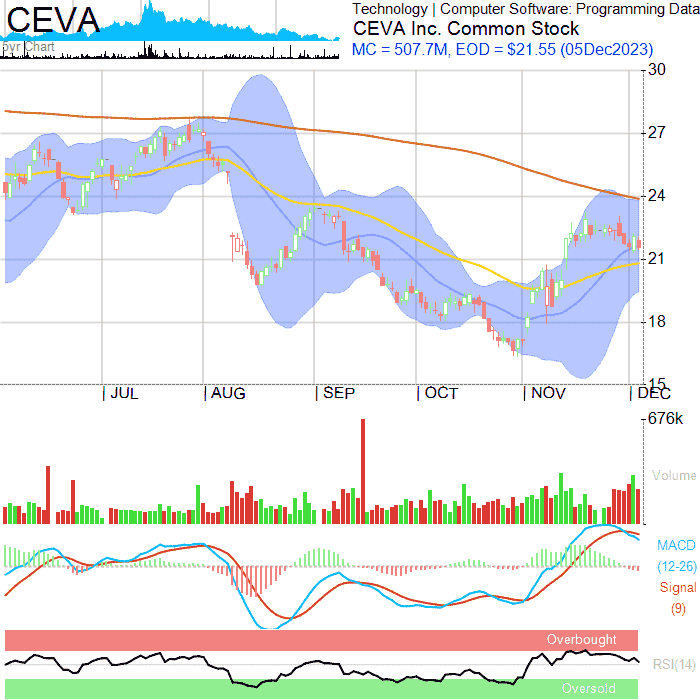 CEVA
5yr Chart
Technology | Computer Software: Programming Data
CEVA Inc. Common Stock
MC = 507.7M, EOD = $21.55 (05Dec2023)
30
27
24
21
18
15
JUL
AUG
SEP
OCT
NOV
DEC
676k
Volume
MACD
(12-26)
Signal
(9)
Overbought
RSI(14)
Oversold